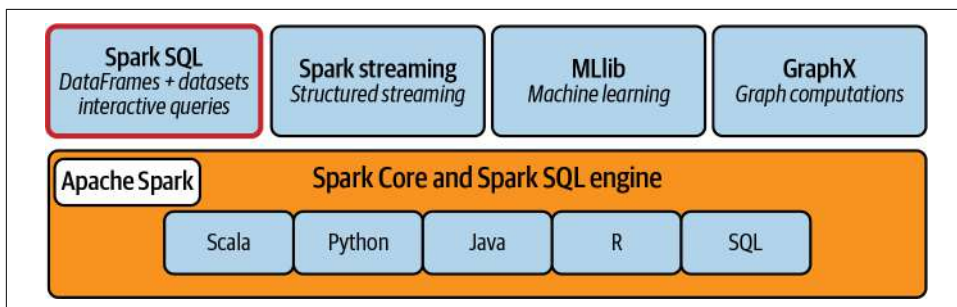 Spark SQL
DataFrames + datasets
interactive queries
Spark streaming
Structured streaming
MLlib
Machine learning
GraphX
Graph computations
Apache Spark
Spark Core and Spark SQL engine
Scala
Python
Java
R
SQL